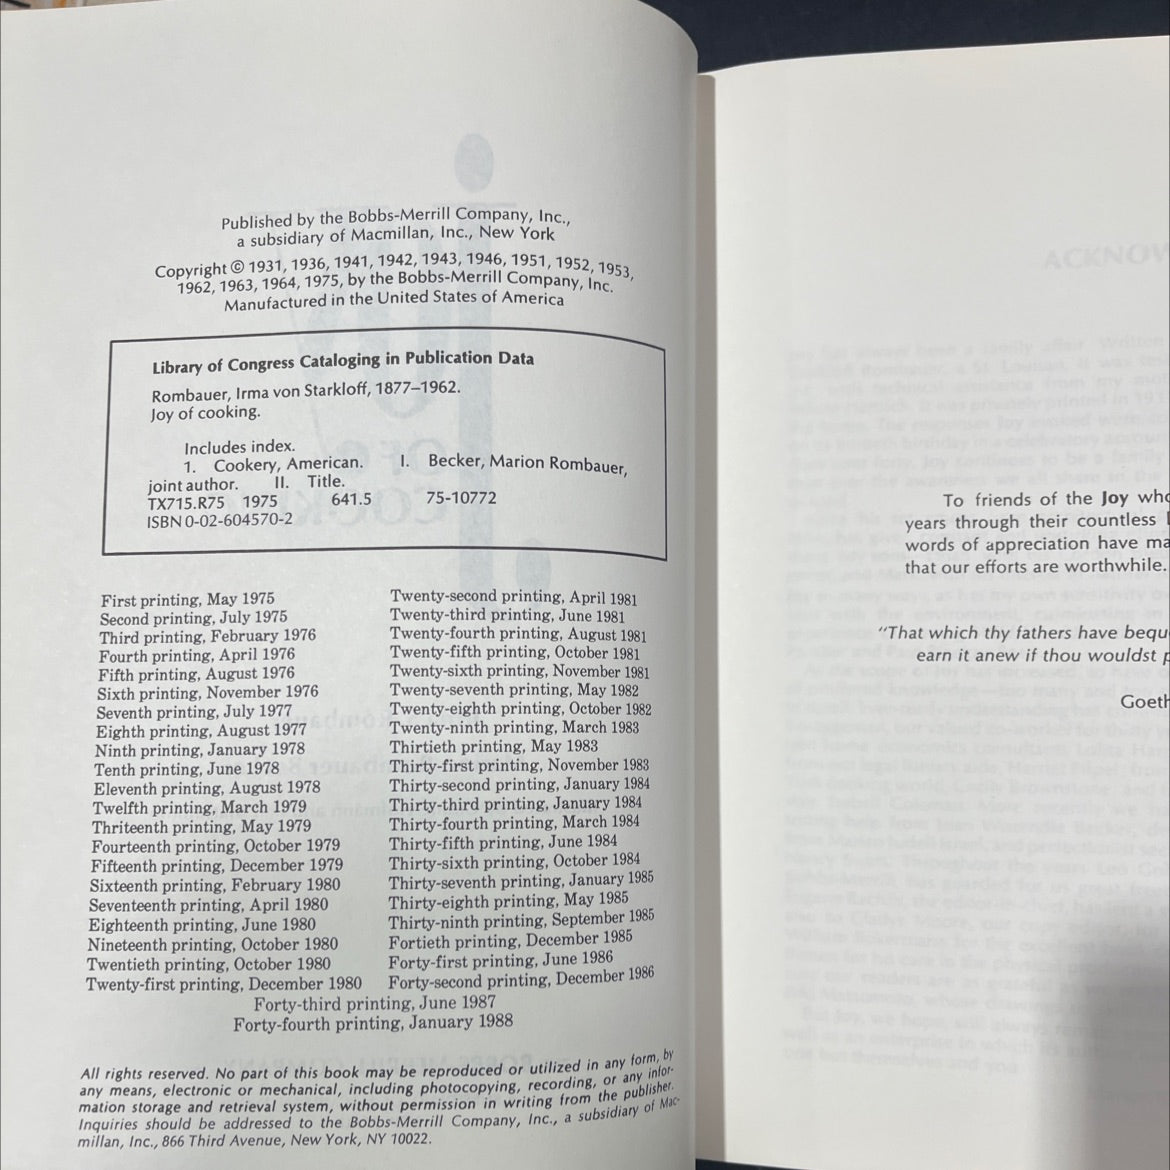 Published by the Bobbs-Merrill Company, Inc.,
a subsidiary of Macmillan, Inc., New York
Copyright © 1931, 1936, 1941, 1942, 1943, 1946, 1951, 1952, 1953,
1962, 1963, 1964, 1975, by the Bobbs-Merrill Company, Inc.
Manufactured in the United States of America
Library of Congress Cataloging in Publication Data
Rombauer, Irma von Starkloff, 1877–1962.
Joy of cooking.
Includes index.
1. Cookery, American. I. Becker, Marion Rombauer,
joint author. II. Title.
TX715.R75 1975 641.5 75-10772
ISBN 0-02-604570-2
First printing, May 1975
Second printing, July 1975
Third printing, February 1976
Fourth printing, April 1976
Fifth printing, August 1976
Sixth printing, November 1976
Seventh printing, July 1977
Eighth printing, August 1977
Ninth printing, January 1978
Tenth printing, June 1978
Eleventh printing, August 1978
Twelfth printing, March 1979
Thriteenth printing, May 1979
Fourteenth printing, October 1979
Fifteenth printing, December 1979
Sixteenth printing, February 1980
Seventeenth printing, April 1980
Eighteenth printing, June 1980
Nineteenth printing, October 1980
Twentieth printing, October 1980
Twenty-first printing, December 1980
Twenty-second printing, April 1981
Twenty-third printing, June 1981
Twenty-fourth printing, August 1981
Twenty-fifth printing, October 1981
Twenty-sixth printing, November 1981
Twenty-seventh printing, May 1982
Twenty-eighth printing, October 1982
Twenty-ninth printing, March 1983
Thirtieth printing, May 1983
Thirty-first printing, November 1983
Thirty-second printing, January 1984
Thirty-third printing, January 1984
Thirty-fourth printing, March 1984
Thirty-fifth printing, June 1984
Thirty-sixth printing, October 1984
Thirty-seventh printing, January 1985
Thirty-eighth printing, May 1985
Thirty-ninth printing, September 1985
Fortieth printing, December 1985
Forty-first printing, June 1986
Forty-second printing, December 1986
Forty-third printing, June 1987
Forty-fourth printing, January 1988
All rights reserved. No part of this book may be reproduced or utilized in any form, by
any means, electronic or mechanical, including photocopying, recording, or any infor-
mation storage and retrieval system, without permission in writing from the publisher.
Inquiries should be addressed to the Bobbs-Merrill Company, Inc., a subsidiary of Mac-
millan, Inc., 866 Third Avenue, New York, NY 10022.
ACKNOW
To friends of the Joy who
years through their countless
words of appreciation have ma
that our efforts are worthwhile.
"That which thy fathers have bequ
earn it anew if thou wouldst p
Goeth